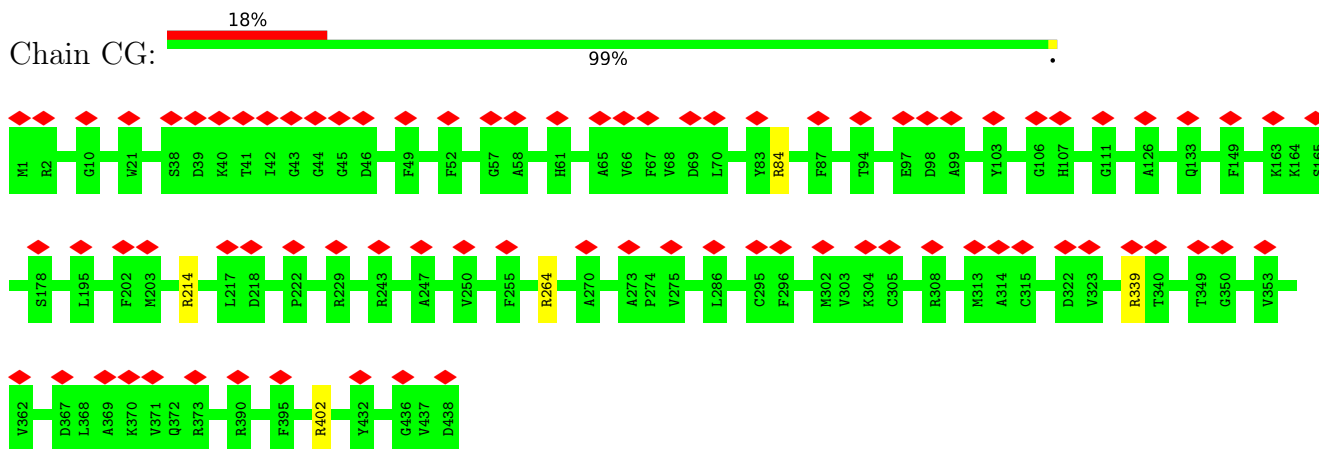 18%
Chain CG:
99%
•
M1 R2 G10 W21 S38 D39 K40 T41 I42 G43 G44 G45 D46 F49 F52 G57 A58 H61 A65 V66 F67 V68 D69 L70 Y83 R84 F87 T94 E97 D98 A99 Y103 G106 H107 G111 A126 Q133 F149 K163 K164 S165
S178 L195 F202 M203 R214 L217 D218 P222 R229 R243 A247 V250 F255 R264 A270 A273 P274 V275 L286 C295 F296 M302 V303 K304 C305 R308 M313 A314 C315 D322 V323 R339 T340 T349 G350 V353
V362 D367 L368 A369 K370 V371 Q372 R373 R390 F395 R402 Y432 G436 V437 D438